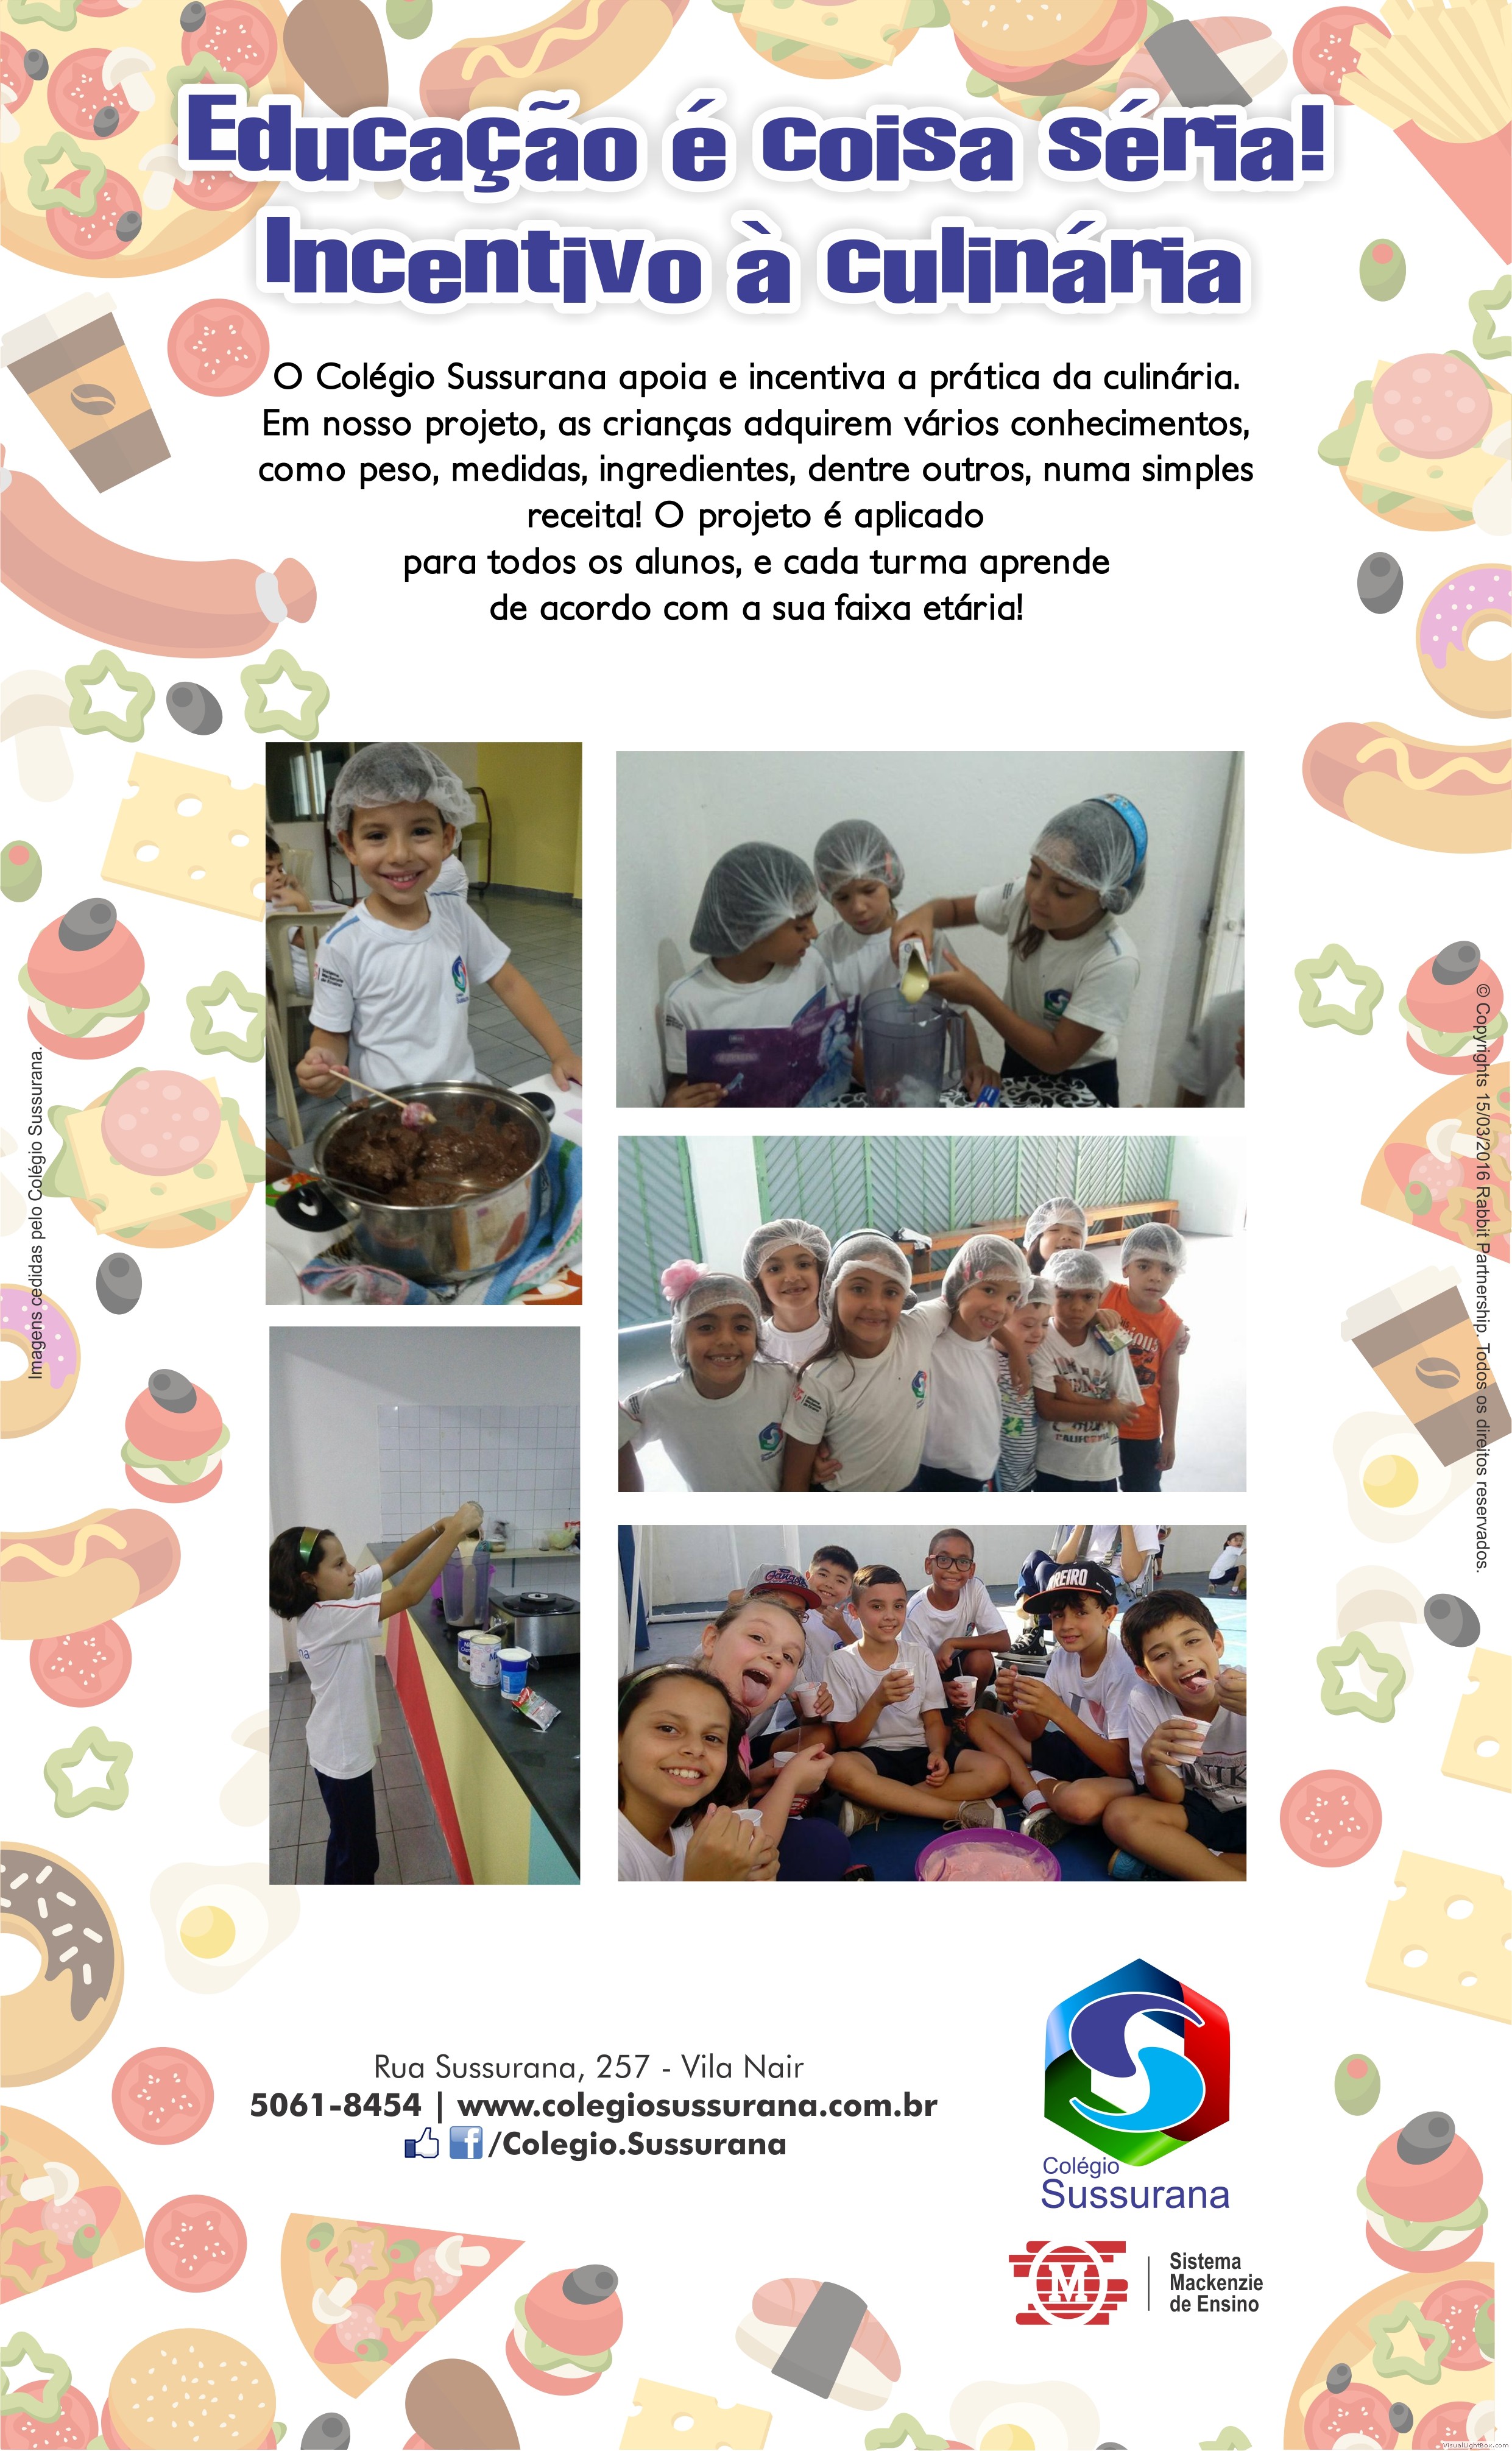 Educação é coisa séria!
Incentivo à culinária
O Colégio Sussurana apoia e incentiva a prática da culinária.
Em nosso projeto, as crianças adquirem vários conhecimentos,
como peso, medidas, ingredientes, dentre outros, numa simples
receita! O projeto é aplicado
para todos os alunos, e cada turma aprende
de acordo com a sua faixa etária!
Imagens cedidas pelo Colégio Sussurana.
© Copyrights 15/03/2016 Rabbit Partnership. Todos os direitos reservados.
CALIFO
REIRO
Rua Sussurana, 257 - Vila Nair
5061-8454 | www.colegiosussurana.com.br
f /Colegio.Sussurana
Colégio
Sussurana
M
Sistema
Mackenzie
de Ensino
VisualLightBox.com